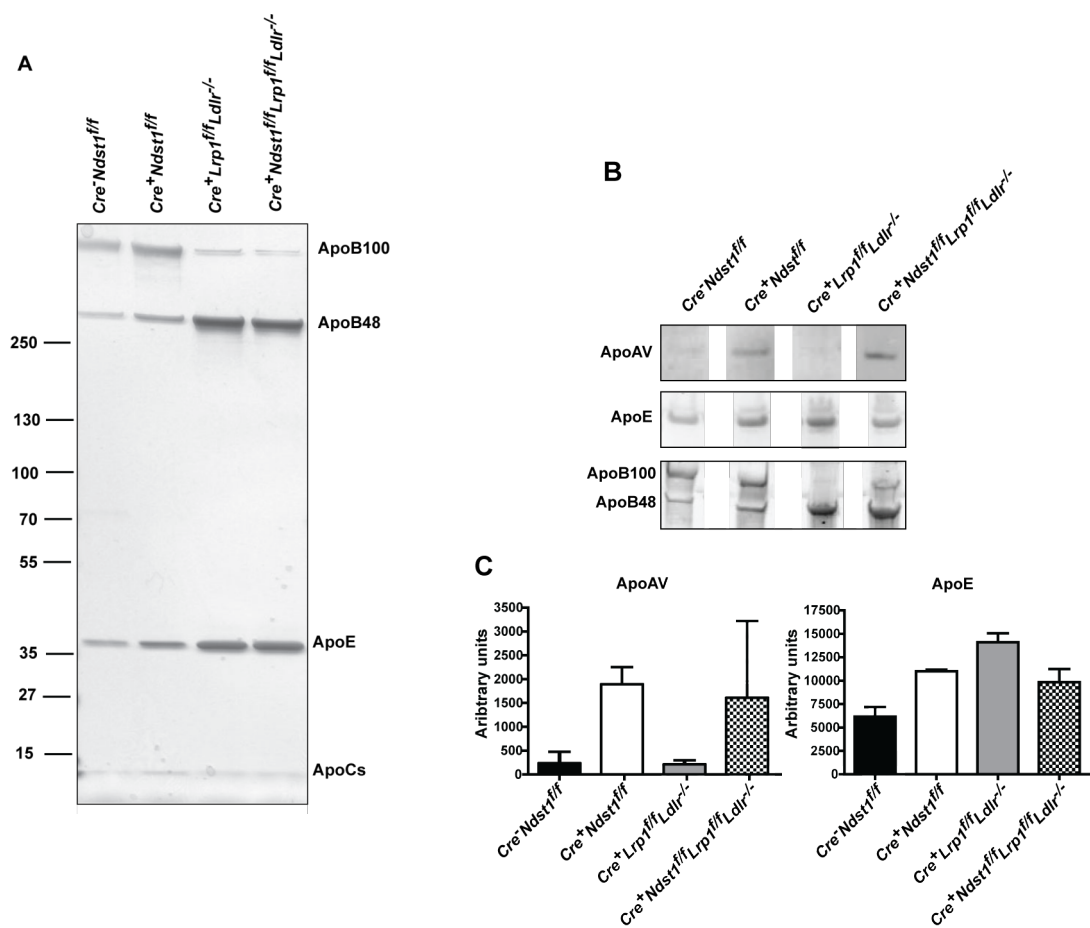 A
Cre-Ndst1f/f
Cre+Ndst1f/f
Cre+Lrp1f/fLdlr-/-
Cre+Ndst1f/fLrp1f/fLdlr-/-
ApoB100
ApoB48
250
130
100
70
55
ApoE
35
27
15
ApoCs
B
Cre-Ndst1f/f
Cre+Ndstf/f
Cre+Lrp1f/fLdlr-/-
Cre+Ndst1f/fLrp1f/fLdlr-/-
ApoAV
ApoE
ApoB100
ApoB48
C
ApoAV
Aribtrary units
3500
3000
2500
2000
1500
1000
500
0
Cre-Ndst1f/f
Cre+Ndst1f/f
Cre+Lrp1f/fLdlr-/-
Cre+Ndst1f/fLrp1f/fLdlr-/-
ApoE
Arbitrary units
17500
15000
12500
10000
7500
5000
2500
0
Cre-Ndst1f/f
Cre+Ndst1f/f
Cre+Lrp1f/fLdlr-/-
Cre+Ndst1f/fLrp1f/fLdlr-/-